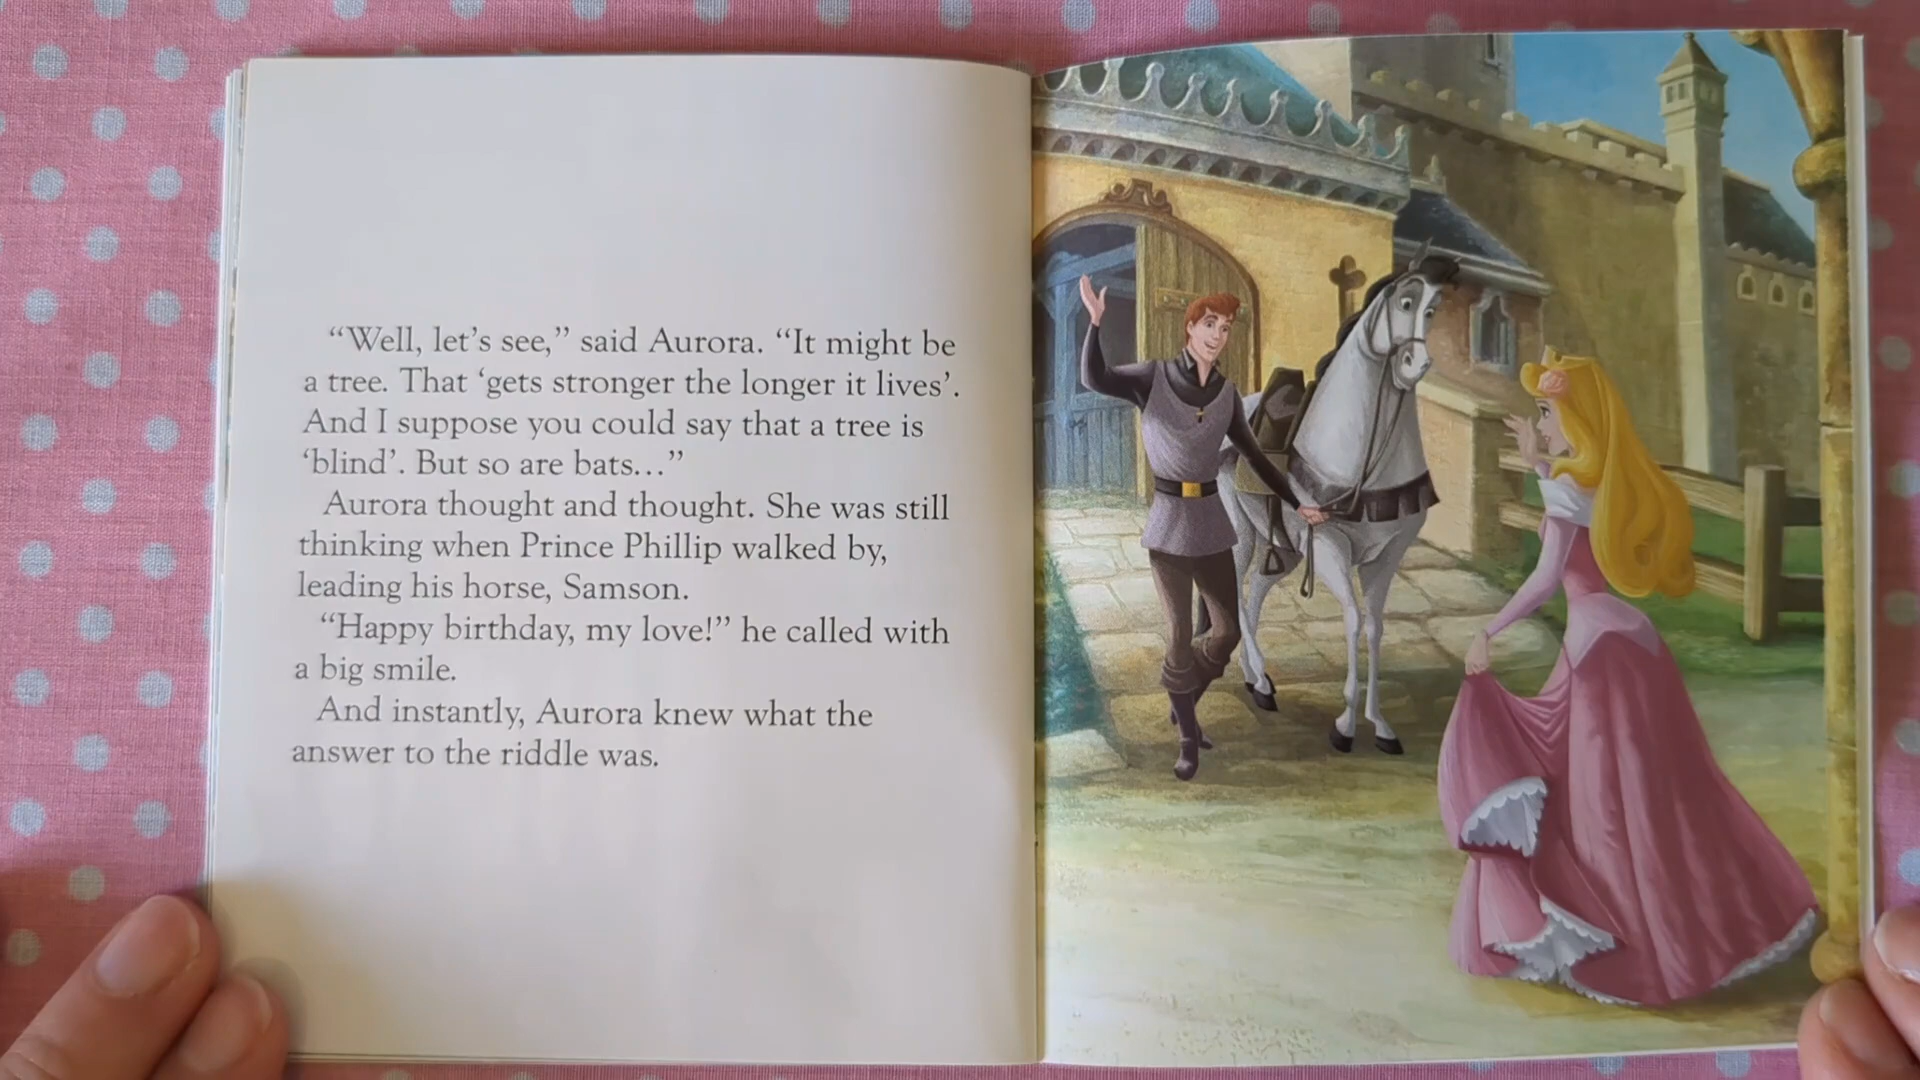 “Well, let’s see,” said Aurora. “It might be
a tree. That ‘gets stronger the longer it lives’.
And I suppose you could say that a tree is
‘blind’. But so are bats...”
Aurora thought and thought. She was still
thinking when Prince Phillip walked by,
leading his horse, Samson.
“Happy birthday, my love!” he called with
a big smile.
And instantly, Aurora knew what the
answer to the riddle was.